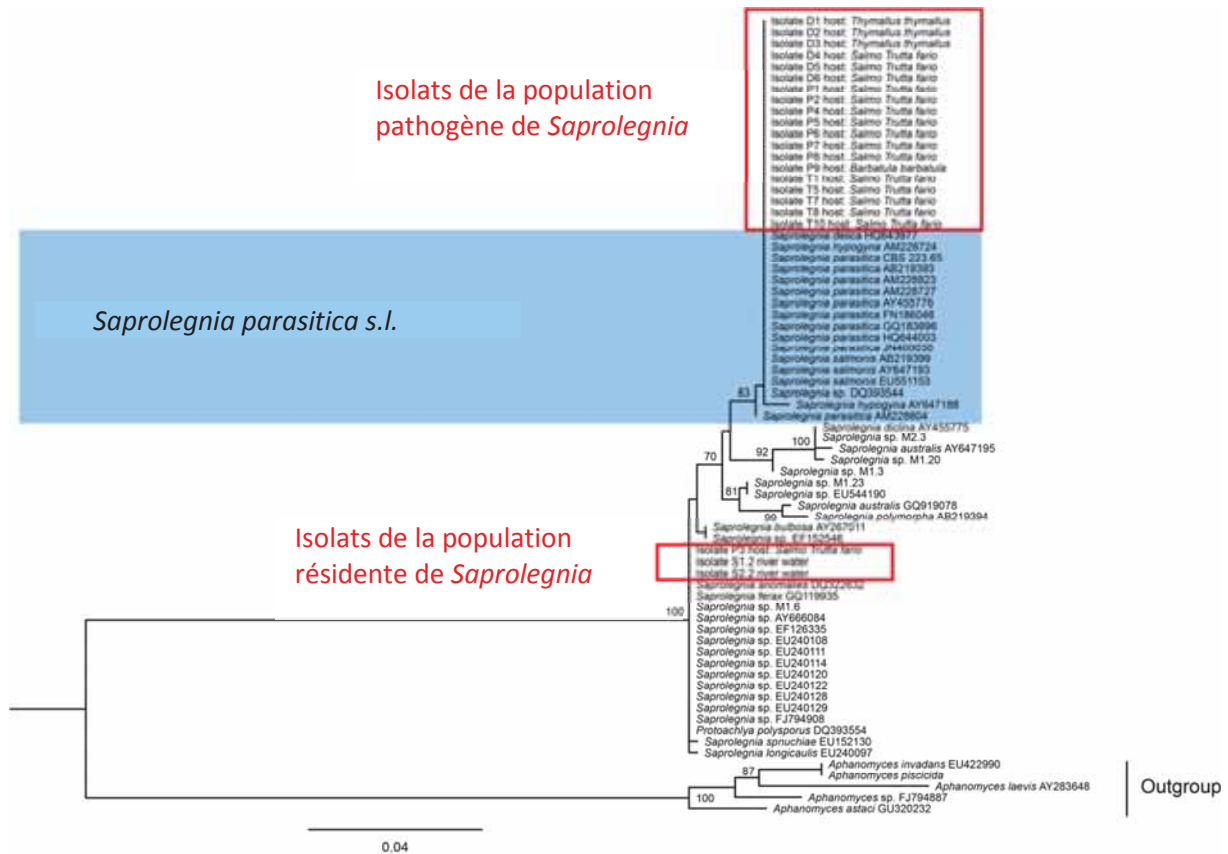 Isolate D1 host: Thymallus thymallus
Isolate D2 host: Thymallus thymallus
Isolate D3 host: Thymallus thymallus
Isolate D4 host: Salmo Trutta fario
Isolate D5 host: Salmo Trutta fario
Isolate D6 host: Salmo Trutta fario
Isolate P1 host: Salmo Trutta fario
Isolate P2 host: Salmo Trutta fario
Isolate P4 host: Salmo Trutta fario
Isolate P5 host: Salmo Trutta fario
Isolate P6 host: Salmo Trutta fario
Isolate P7 host: Salmo Trutta fario
Isolate P8 host: Salmo Trutta fario
Isolate P9 host: Barbatula barbatula
Isolate T1 host: Salmo Trutta fario
Isolate T5 host: Salmo Trutta fario
Isolate T7 host: Salmo Trutta fario
Isolate T8 host: Salmo Trutta fario
Isolate T10 host: Salmo Trutta fario
Isolats de la population
pathogène de Saprolegnia
Saprolegnia HQ643977
Saprolegnia hypogyna AM228724
Saprolegnia parasitica CBS 223.65
Saprolegnia parasitica AB219383
Saprolegnia parasitica AM228823
Saprolegnia parasitica AM228727
Saprolegnia parasitica AY455776
Saprolegnia parasitica FN186046
Saprolegnia parasitica GQ183896
Saprolegnia parasitica HQ644003
Saprolegnia parasitica
Saprolegnia salmonis AB219399
Saprolegnia salmonis AY647193
Saprolegnia salmonis EU551153
Saprolegnia sp. DQ393544
Saprolegnia hypogyna AY647188
Saprolegnia parasitica AM228804
Saprolegnia parasitica s.l.
83
Saprolegnia diclina AY455775
Saprolegnia sp. M2.3
Saprolegnia australis AY647195
Saprolegnia sp. M1.20
Saprolegnia sp. M1.3
100
92
70
Saprolegnia sp. M1.23
Saprolegnia sp. EU544190
81
Saprolegnia australis GQ919078
Saprolegnia polymorpha AB219394
99
Saprolegnia bulbosa AY267011
Saprolegnia sp. EF152546
Isolate P3 host: Salmo Trutta fario
Isolate S1.2 river water
Isolate S2.2 river water
Isolats de la population
résidente de Saprolegnia
Saprolegnia anomalies DQ322632
Saprolegnia ferax GQ119935
100
Saprolegnia sp. M1.6
Saprolegnia sp. AY666084
Saprolegnia sp. EF126335
Saprolegnia sp. EU240108
Saprolegnia sp. EU240111
Saprolegnia sp. EU240114
Saprolegnia sp. EU240120
Saprolegnia sp. EU240122
Saprolegnia sp. EU240128
Saprolegnia sp. EU240129
Saprolegnia sp. FJ794908
Protoachlya polysporus DQ393554
Saprolegnia spnuchiae EU152130
Saprolegnia longicaulis EU240097
Aphanomyces invadans EU422990
Aphanomyces piscicida
87
Aphanomyces laevis AY283648
100
Aphanomyces sp. FJ794887
Aphanomyces astaci GU320232
Outgroup
0.04